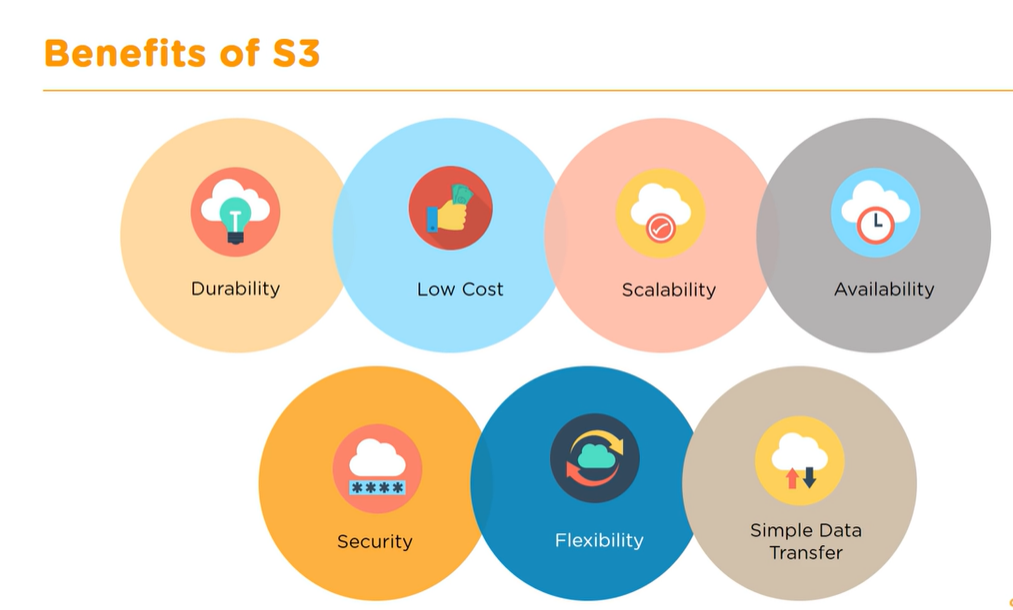 Benefits of S3
Durability
Low Cost
Scalability
Availability
****
Security
Flexibility
Simple Data
Transfer